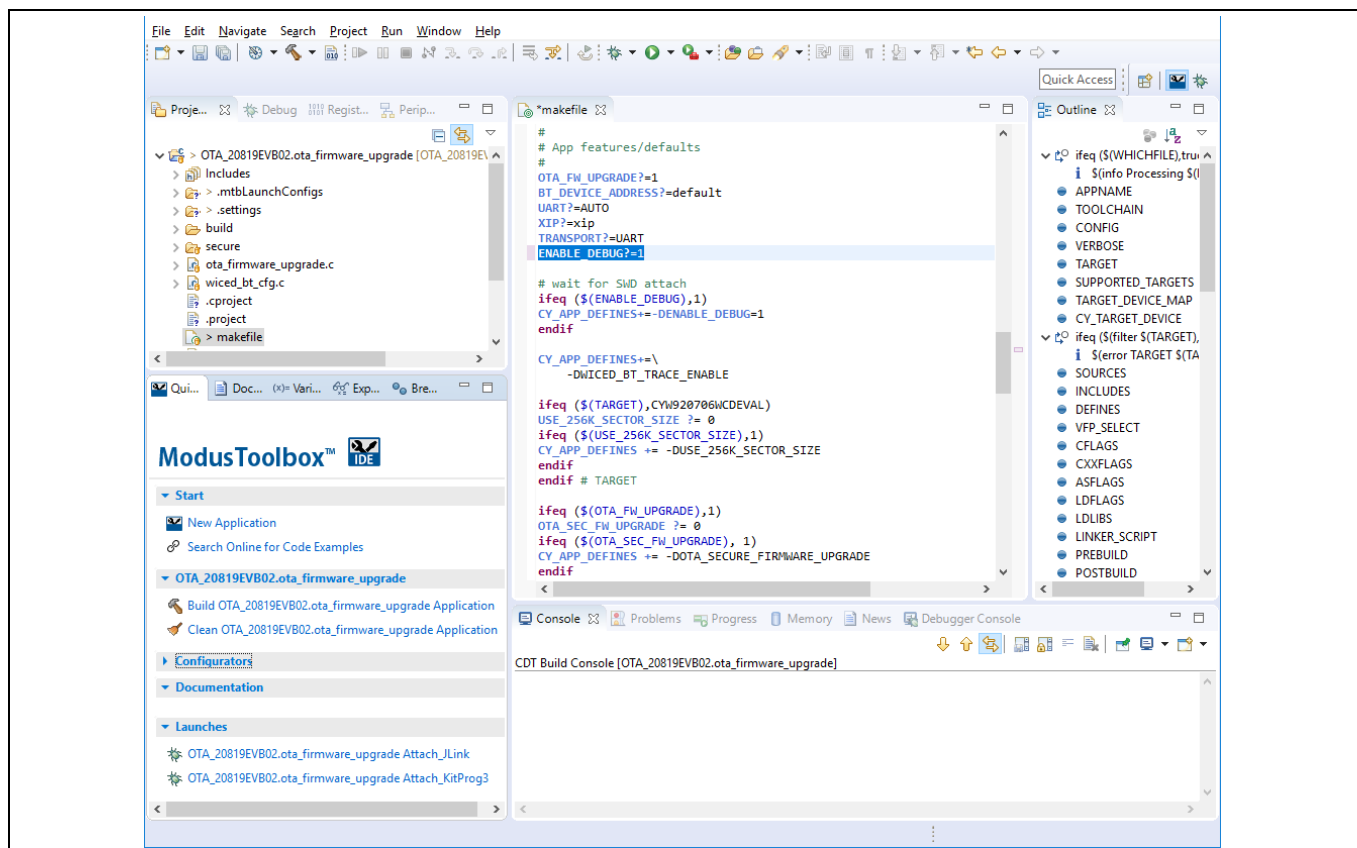 File Edit Navigate Search Project Run Window Help
Quick Access
Proje... Debug Regist... Perip...
OTA_20819EVB02.ota_firmware_upgrade [OTA_20819EV
Includes
> .mtbLaunchConfigs
> .settings
build
secure
ota_firmware_upgrade.c
wiced_bt_cfg.c
.cproject
.project
> makefile
Qui... Doc... (x)= Vari... Exp... Bre...
ModusToolbox™ IDE
Start
New Application
Search Online for Code Examples
OTA_20819EVB02.ota_firmware_upgrade
Build OTA_20819EVB02.ota_firmware_upgrade Application
Clean OTA_20819EVB02.ota_firmware_upgrade Application
Configurators
Documentation
Launches
OTA_20819EVB02.ota_firmware_upgrade Attach_JLink
OTA_20819EVB02.ota_firmware_upgrade Attach_KitProg3
*makefile
#
# App features/defaults
#
OTA_FW_UPGRADE?=1
BT_DEVICE_ADDRESS?=default
UART?=AUTO
XIP?=xip
TRANSPORT?=UART
ENABLE_DEBUG?=1
# wait for SWD attach
ifeq ($(ENABLE_DEBUG),1)
CY_APP_DEFINES+=-DENABLE_DEBUG=1
endif
CY_APP_DEFINES+=\
-DWICED_BT_TRACE_ENABLE
ifeq ($(TARGET),CYW920706WCDEVAL)
USE_256K_SECTOR_SIZE ?= 0
ifeq ($(USE_256K_SECTOR_SIZE),1)
CY_APP_DEFINES += -DUSE_256K_SECTOR_SIZE
endif
endif # TARGET
ifeq ($(OTA_FW_UPGRADE),1)
OTA_SEC_FW_UPGRADE ?= 0
ifeq ($(OTA_SEC_FW_UPGRADE), 1)
CY_APP_DEFINES += -DOTA_SECURE_FIRMWARE_UPGRADE
endif
Outline
ifeq ($(WHICHFILE),tru
$(info Processing $(
APPNAME
TOOLCHAIN
CONFIG
VERBOSE
TARGET
SUPPORTED_TARGETS
TARGET_DEVICE_MAP
CY_TARGET_DEVICE
ifeq ($(filter $(TARGET),
$(error TARGET $(TA
SOURCES
INCLUDES
DEFINES
VFP_SELECT
CFLAGS
CXXFLAGS
ASFLAGS
LDFLAGS
LDLIBS
LINKER_SCRIPT
PREBUILD
POSTBUILD
Console Problems Progress Memory News Debugger Console
CDT Build Console [OTA_20819EVB02.ota_firmware_upgrade]